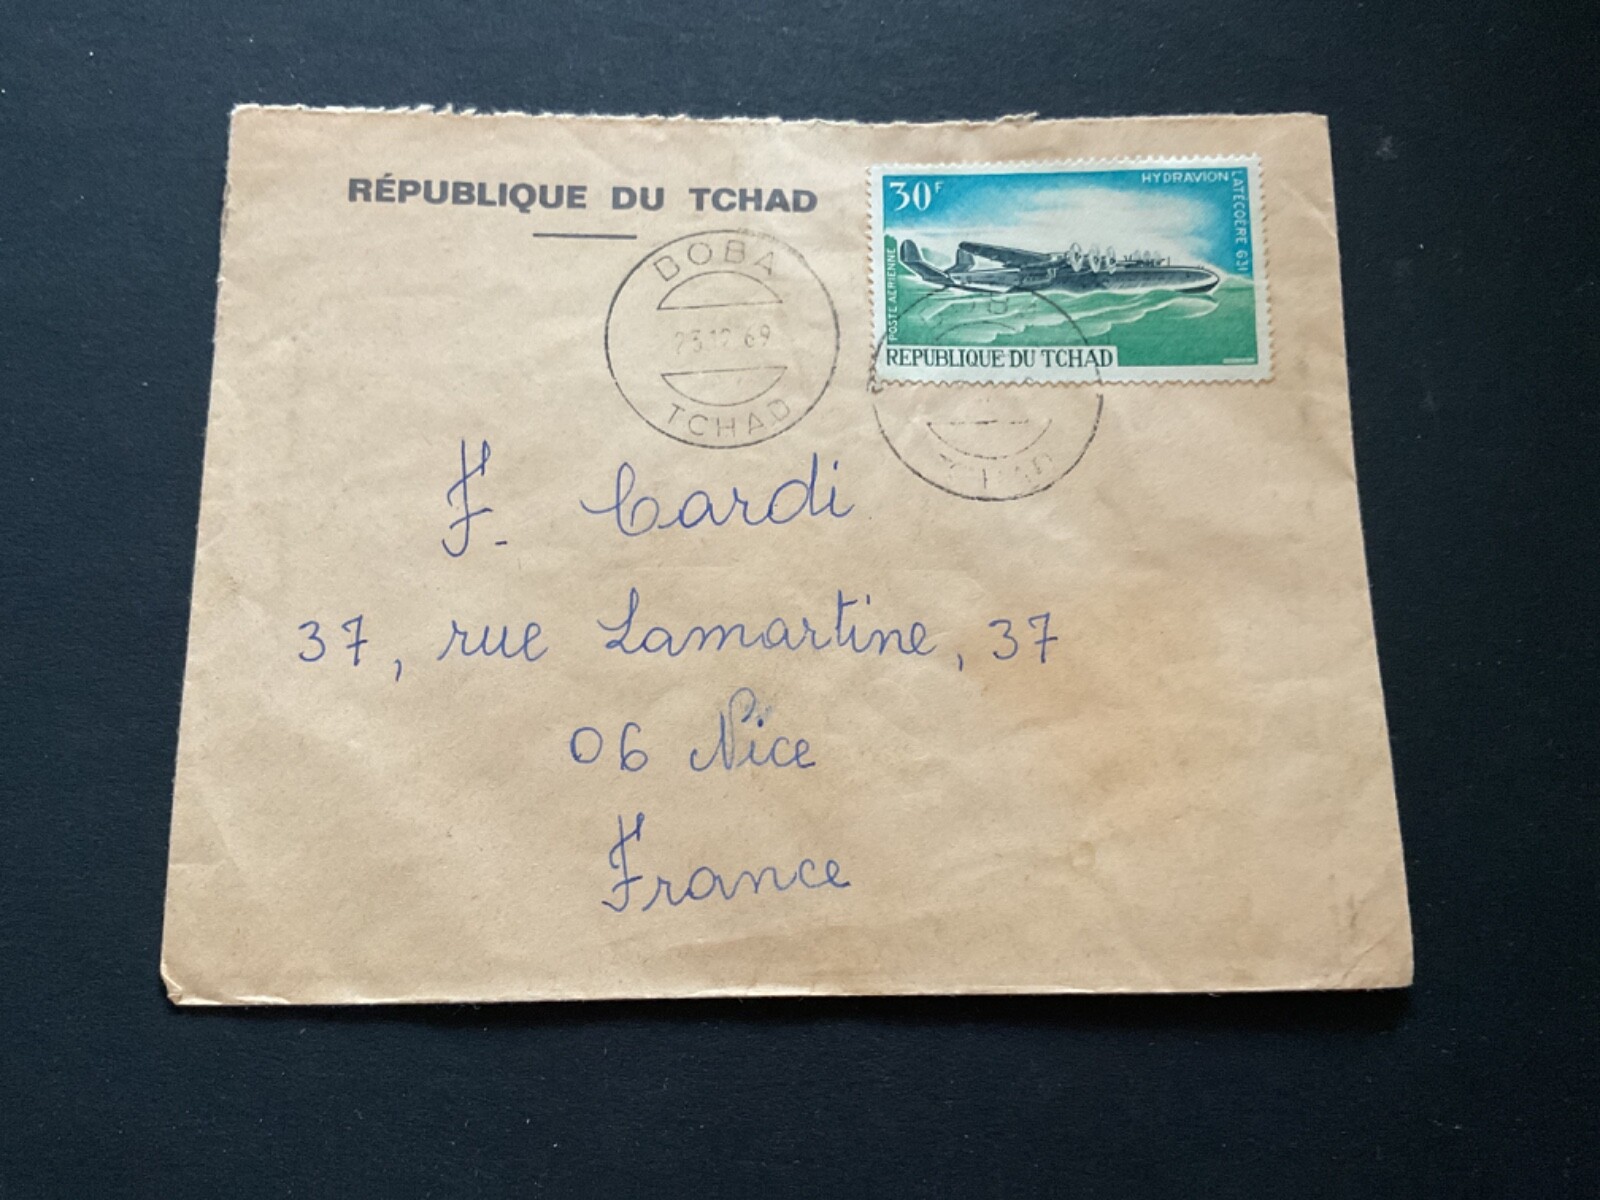 RÉPUBLIQUE DU TCHAD
30F
HYDRAVION LATÉCOÈRE 631
POSTE AERIENNE
REPUBLIQUE DU TCHAD
DOBA
23.12 69
TCHAD
F. Cardi
37, rue Lamartine, 37
06 Nice
France